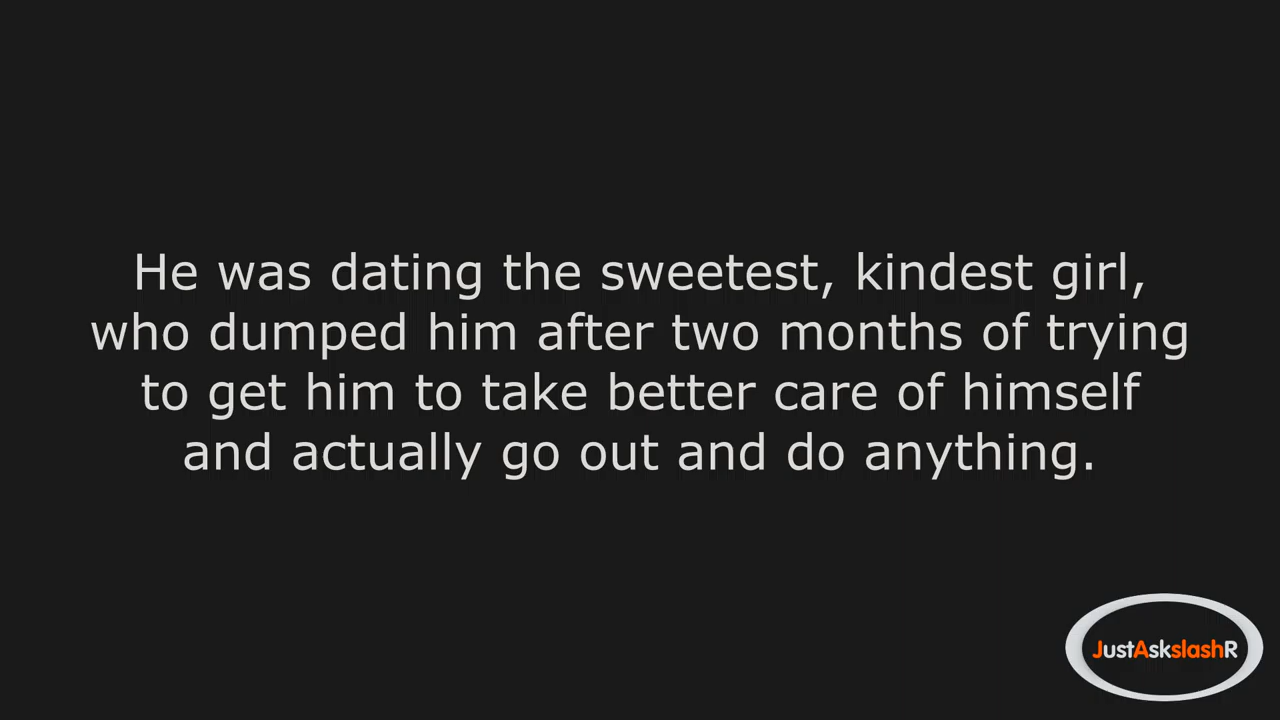 He was dating the sweetest, kindest girl,
who dumped him after two months of trying
to get him to take better care of himself
and actually go out and do anything.
JustAskslashR